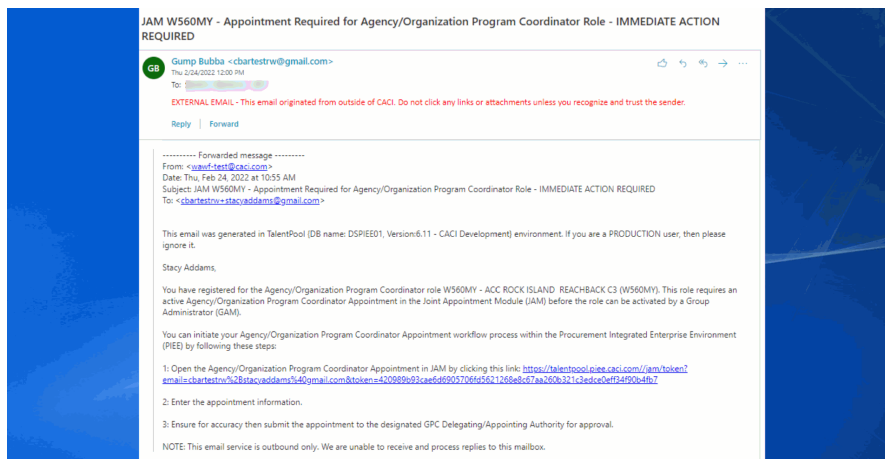 JAM W560MY - Appointment Required for Agency/Organization Program Coordinator Role - IMMEDIATE ACTION
REQUIRED
GB
Gump Bubba <cbartestrw@gmail.com>
Thu 2/24/2022 12:00 PM
To:
EXTERNAL EMAIL - This email originated from outside of CACI. Do not click any links or attachments unless you recognize and trust the sender.
Reply
Forward
---------- Forwarded message ---------
From: <wawf-test@caci.com>
Date: Thu, Feb 24, 2022 at 10:55 AM
Subject: JAM W560MY - Appointment Required for Agency/Organization Program Coordinator Role - IMMEDIATE ACTION REQUIRED
To: <cbartestrw+stacyaddams@gmail.com>
This email was generated in TalentPool {DB name: DSPIEE01, Version:6.11 - CACI Development} environment. If you are a PRODUCTION user, then please
ignore it.
Stacy Addams,
You have registered for the Agency/Organization Program Coordinator role W560MY - ACC ROCK ISLAND REACHBACK C3 (W560MY). This role requires an
active Agency/Organization Program Coordinator Appointment in the Joint Appointment Module (JAM) before the role can be activated by a Group
Administrator (GAM).
You can initiate your Agency/Organization Program Coordinator Appointment workflow process within the Procurement Integrated Enterprise Environment
(PIEE) by following these steps:
1: Open the Agency/Organization Program Coordinator Appointment in JAM by clicking this link: https://talentpool.piee.caci.com//jam/token?
email=cbartestrw%2Bstacyaddams%40gmail.com&token=420989b93cae6d6905706fd5621268e8c67aa260b321c3edce0eff34f90b4fb7
2: Enter the appointment information.
3: Ensure for accuracy then submit the appointment to the designated GPC Delegating/Appointing Authority for approval.
NOTE: This email service is outbound only. We are unable to receive and process replies to this mailbox.